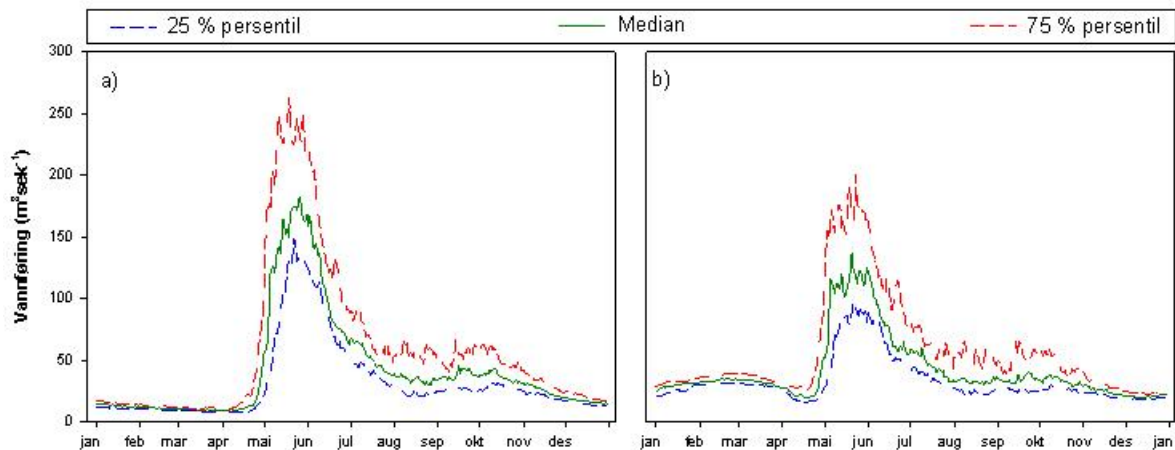 25 % persentil
Median
75 % persentil
Vannføring (m³sek⁻¹)
300
250
200
150
100
50
0
a)
b)
jan feb mar apr mai jun jul aug sep okt nov des
jan feb mar apr mai jun jul aug sep okt nov des jan